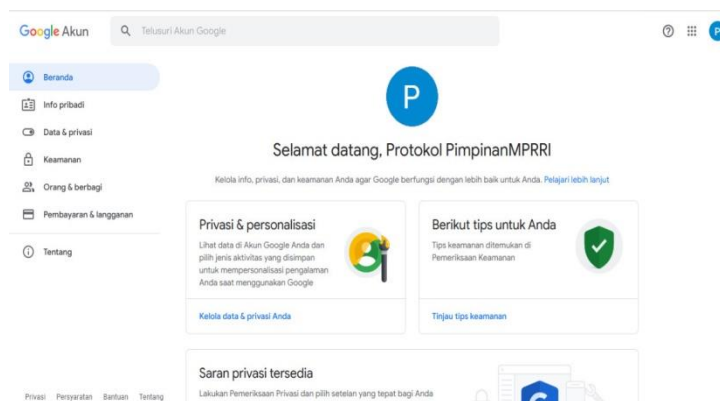 Google Akun
Telusuri Akun Google
P
Beranda
Info pribadi
Data & privasi
Keamanan
Orang & berbagi
Pembayaran & langganan
Tentang
P
Selamat datang, Protokol PimpinanMPRRI
Kelola info, privasi, dan keamanan Anda agar Google berfungsi dengan lebih baik untuk Anda. Pelajari lebih lanjut
Privasi & personalisasi
Lihat data di Akun Google Anda dan
pilih jenis aktivitas yang disimpan
untuk mempersonalisasi pengalaman
Anda saat menggunakan Google
Kelola data & privasi Anda
Berikut tips untuk Anda
Tips keamanan ditemukan di
Pemeriksaan Keamanan
Tinjau tips keamanan
Saran privasi tersedia
Lakukan Pemeriksaan Privasi dan pilih setelan yang tepat bagi Anda
Privasi Persyaratan Bantuan Tentang